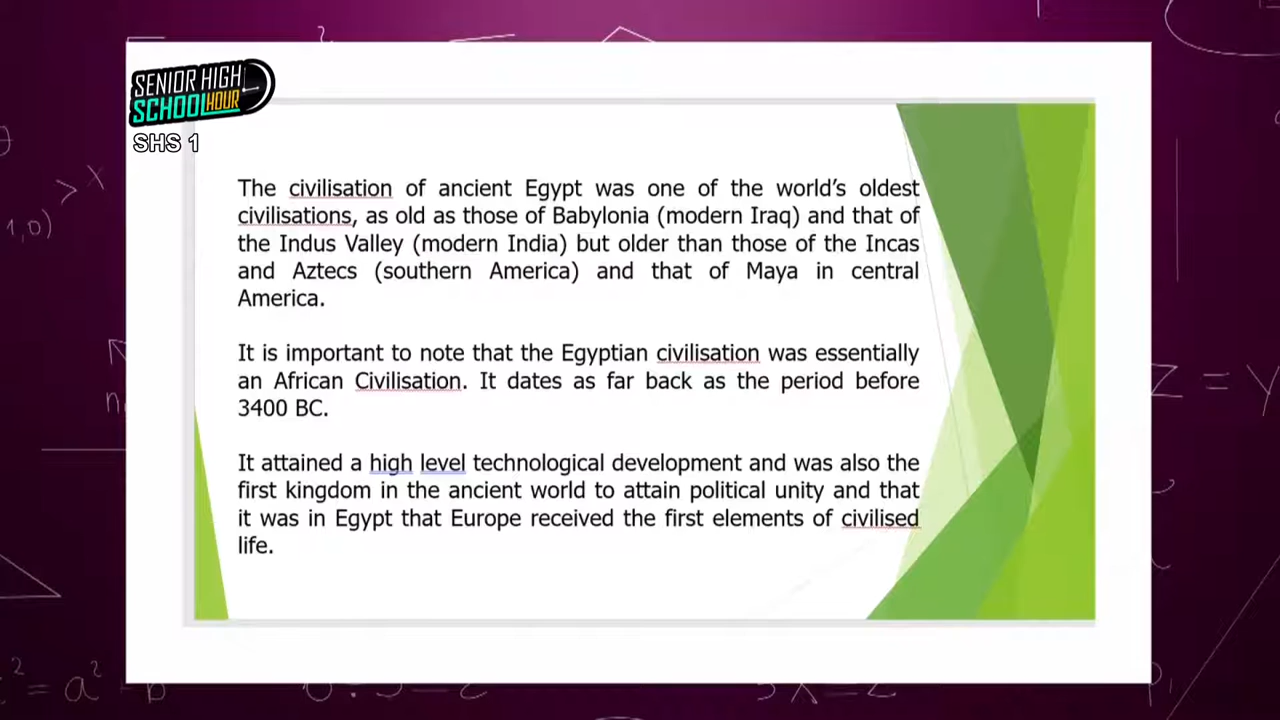 SENIOR HIGH
SCHOOL HOUR
SHS 1
The civilisation of ancient Egypt was one of the world’s oldest
civilisations, as old as those of Babylonia (modern Iraq) and that of
the Indus Valley (modern India) but older than those of the Incas
and Aztecs (southern America) and that of Maya in central
America.
It is important to note that the Egyptian civilisation was essentially
an African Civilisation. It dates as far back as the period before
3400 BC.
It attained a high level technological development and was also the
first kingdom in the ancient world to attain political unity and that
it was in Egypt that Europe received the first elements of civilised
life.